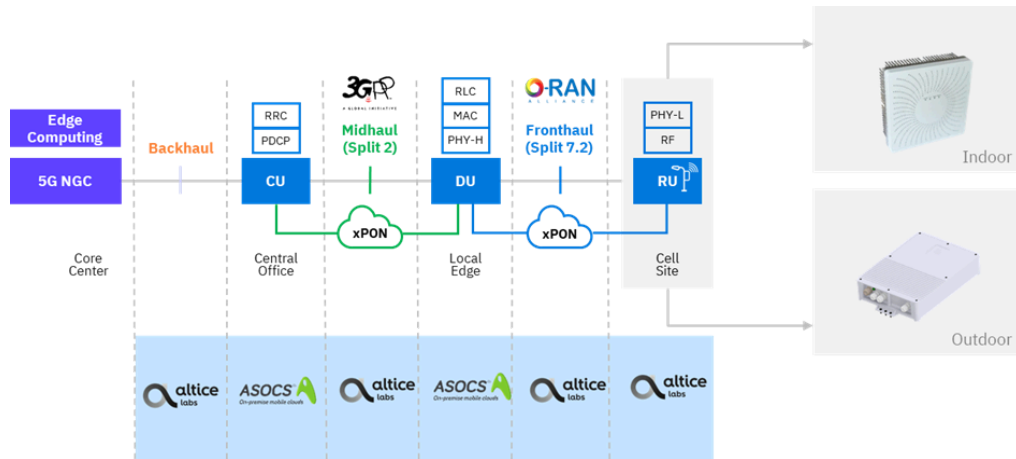 Edge
Computing
5G NGC
Core
Center
Backhaul
RRC
PDCP
CU
Central
Office
3GPP
A GLOBAL INITIATIVE
Midhaul
(Split 2)
xPON
RLC
MAC
PHY-H
DU
Local
Edge
O-RAN
ALLIANCE
Fronthaul
(Split 7.2)
xPON
PHY-L
RF
RU
Cell
Site
Indoor
Outdoor
altice
labs
ASOCS
On-premise mobile clouds
altice
labs
ASOCS
On-premise mobile clouds
altice
labs
altice
labs